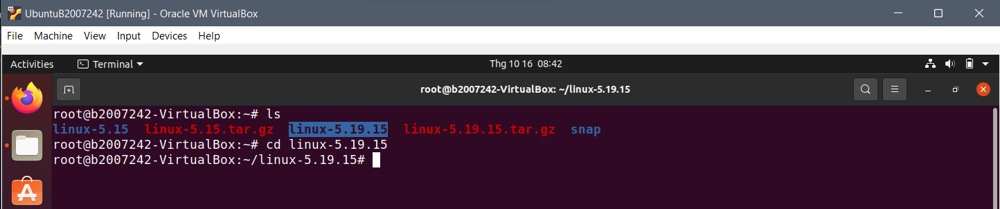 UbuntuB2007242 [Running] - Oracle VM VirtualBox
File Machine View Input Devices Help
Activities Terminal Thg 10 16 08:42
root@b2007242-VirtualBox: ~/linux-5.19.15
root@b2007242-VirtualBox:~# ls
linux-5.15 linux-5.15.tar.gz linux-5.19.15 linux-5.19.15.tar.gz snap
root@b2007242-VirtualBox:~# cd linux-5.19.15
root@b2007242-VirtualBox:~/linux-5.19.15#